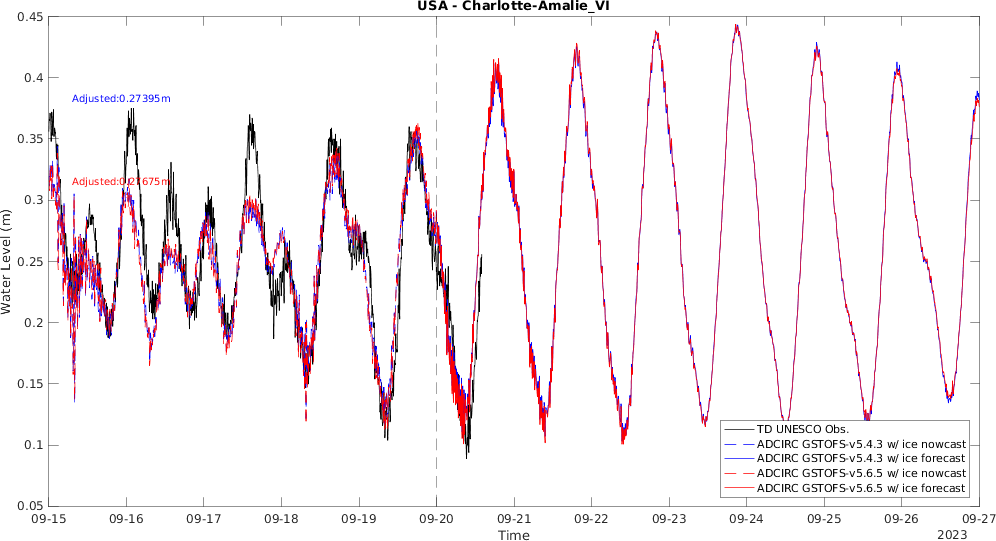 USA - Charlotte-Amalie_VI
0.45
0.4
0.35
0.3
0.25
0.2
0.15
0.1
0.05
Water Level (m)
Adjusted:0.27395m
Adjusted:0.27675m
TD UNESCO Obs.
ADCIRC GSTOFS-v5.4.3 w/ ice nowcast
ADCIRC GSTOFS-v5.4.3 w/ ice forecast
ADCIRC GSTOFS-v5.6.5 w/ ice nowcast
ADCIRC GSTOFS-v5.6.5 w/ ice forecast
09-15 09-16 09-17 09-18 09-19 09-20 09-21 09-22 09-23 09-24 09-25 09-26 09-27
Time
2023